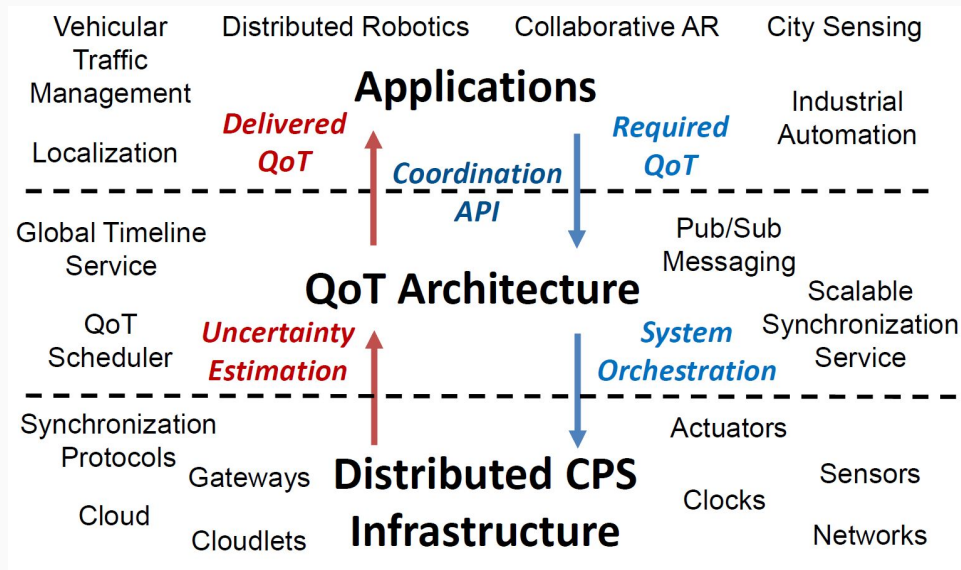 Vehicular
Traffic
Management
Distributed Robotics
Collaborative AR
City Sensing
Applications
Industrial
Automation
Localization
Delivered
QoT
Coordination
API
Required
QoT
Global Timeline
Service
QoT Architecture
Pub/Sub
Messaging
QoT
Scheduler
Scalable
Synchronization
Service
Uncertainty
Estimation
System
Orchestration
Synchronization
Protocols
Gateways
Cloud
Cloudlets
Distributed CPS
Infrastructure
Actuators
Clocks
Sensors
Networks